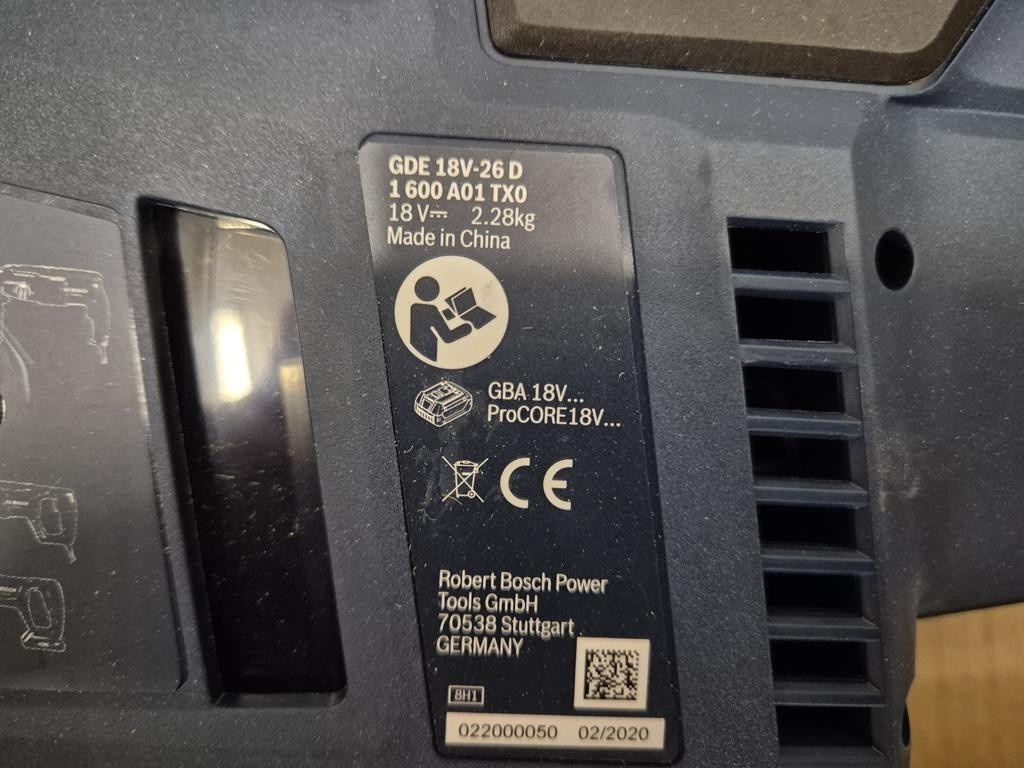 GDE 18V-26 D
1 600 A01 TX0
18 V⎓ 2.28kg
Made in China
GBA 18V...
ProCORE18V...
CE
Robert Bosch Power
Tools GmbH
70538 Stuttgart
GERMANY
8H1
022000050 02/2020